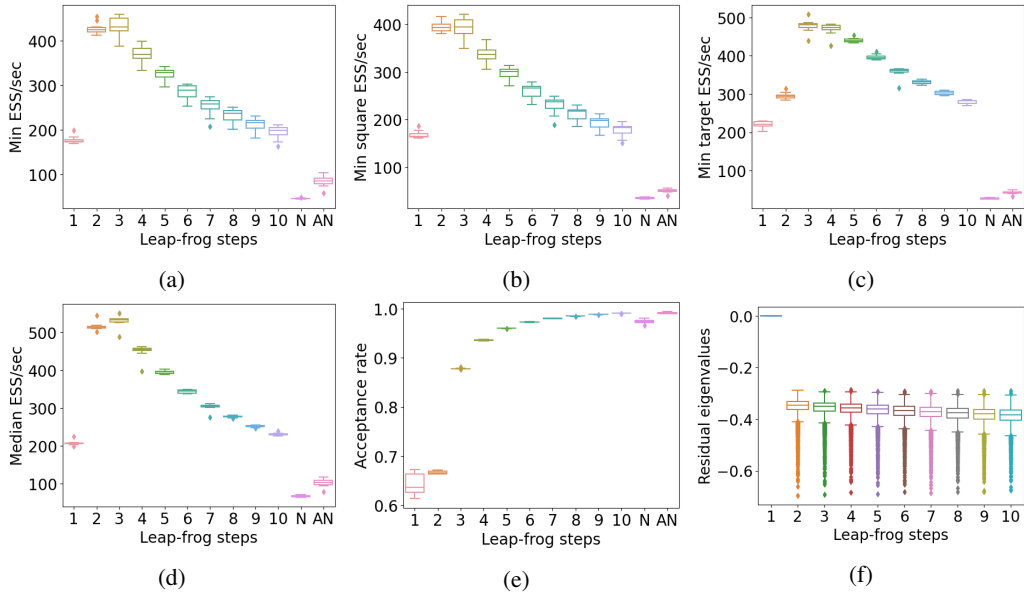 Min ESS/sec
400
300
200
100
1 2 3 4 5 6 7 8 9 10 N AN
Leap-frog steps
(a)
Min square ESS/sec
400
300
200
100
1 2 3 4 5 6 7 8 9 10 N AN
Leap-frog steps
(b)
Min target ESS/sec
500
400
300
200
100
1 2 3 4 5 6 7 8 9 10 N AN
Leap-frog steps
(c)
Median ESS/sec
500
400
300
200
100
1 2 3 4 5 6 7 8 9 10 N AN
Leap-frog steps
(d)
Acceptance rate
1.0
0.9
0.8
0.7
0.6
1 2 3 4 5 6 7 8 9 10 N AN
Leap-frog steps
(e)
Residual eigenvalues
0.0
−0.2
−0.4
−0.6
1 2 3 4 5 6 7 8 9 10
Leap-frog steps
(f)